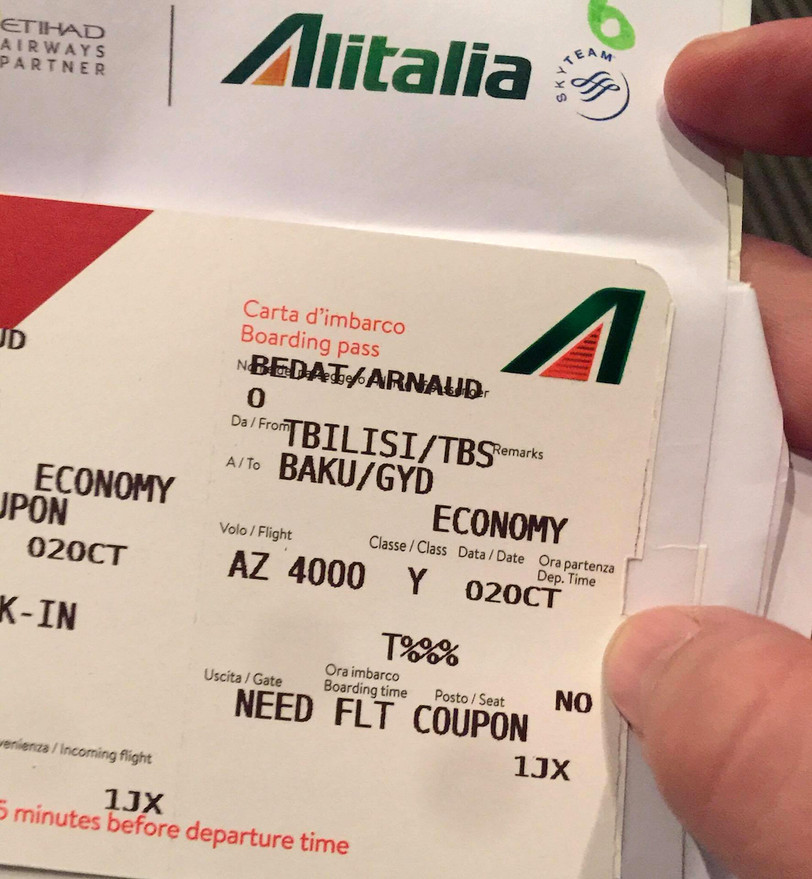 ETIHAD
AIRWAYS
PARTNER
Alitalia
6
SKYTEAM
Carta d'imbarco
Boarding pass
BEDAT/ARNAUD
0
Da / From TBILISI/TBS Remarks
A / To BAKU/GYD
ECONOMY
Volo / Flight Classe / Class Data / Date Ora partenza
Dep. Time
AZ 4000 Y 02OCT
T%%%
Uscita / Gate Ora imbarco
Boarding time Posto / Seat NO
NEED FLT COUPON
1JX
UD
ECONOMY
UPON
02OCT
K-IN
/ Incoming flight
1JX
5 minutes before departure time